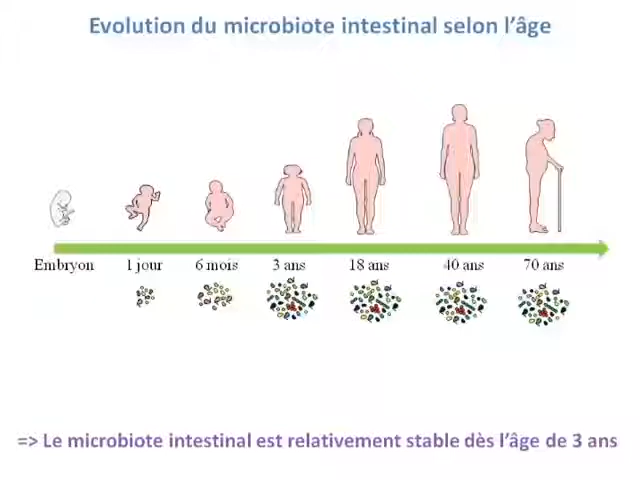 Evolution du microbiote intestinal selon l'âge
Embryon 1 jour 6 mois 3 ans 18 ans 40 ans 70 ans
=> Le microbiote intestinal est relativement stable dès l'âge de 3 ans